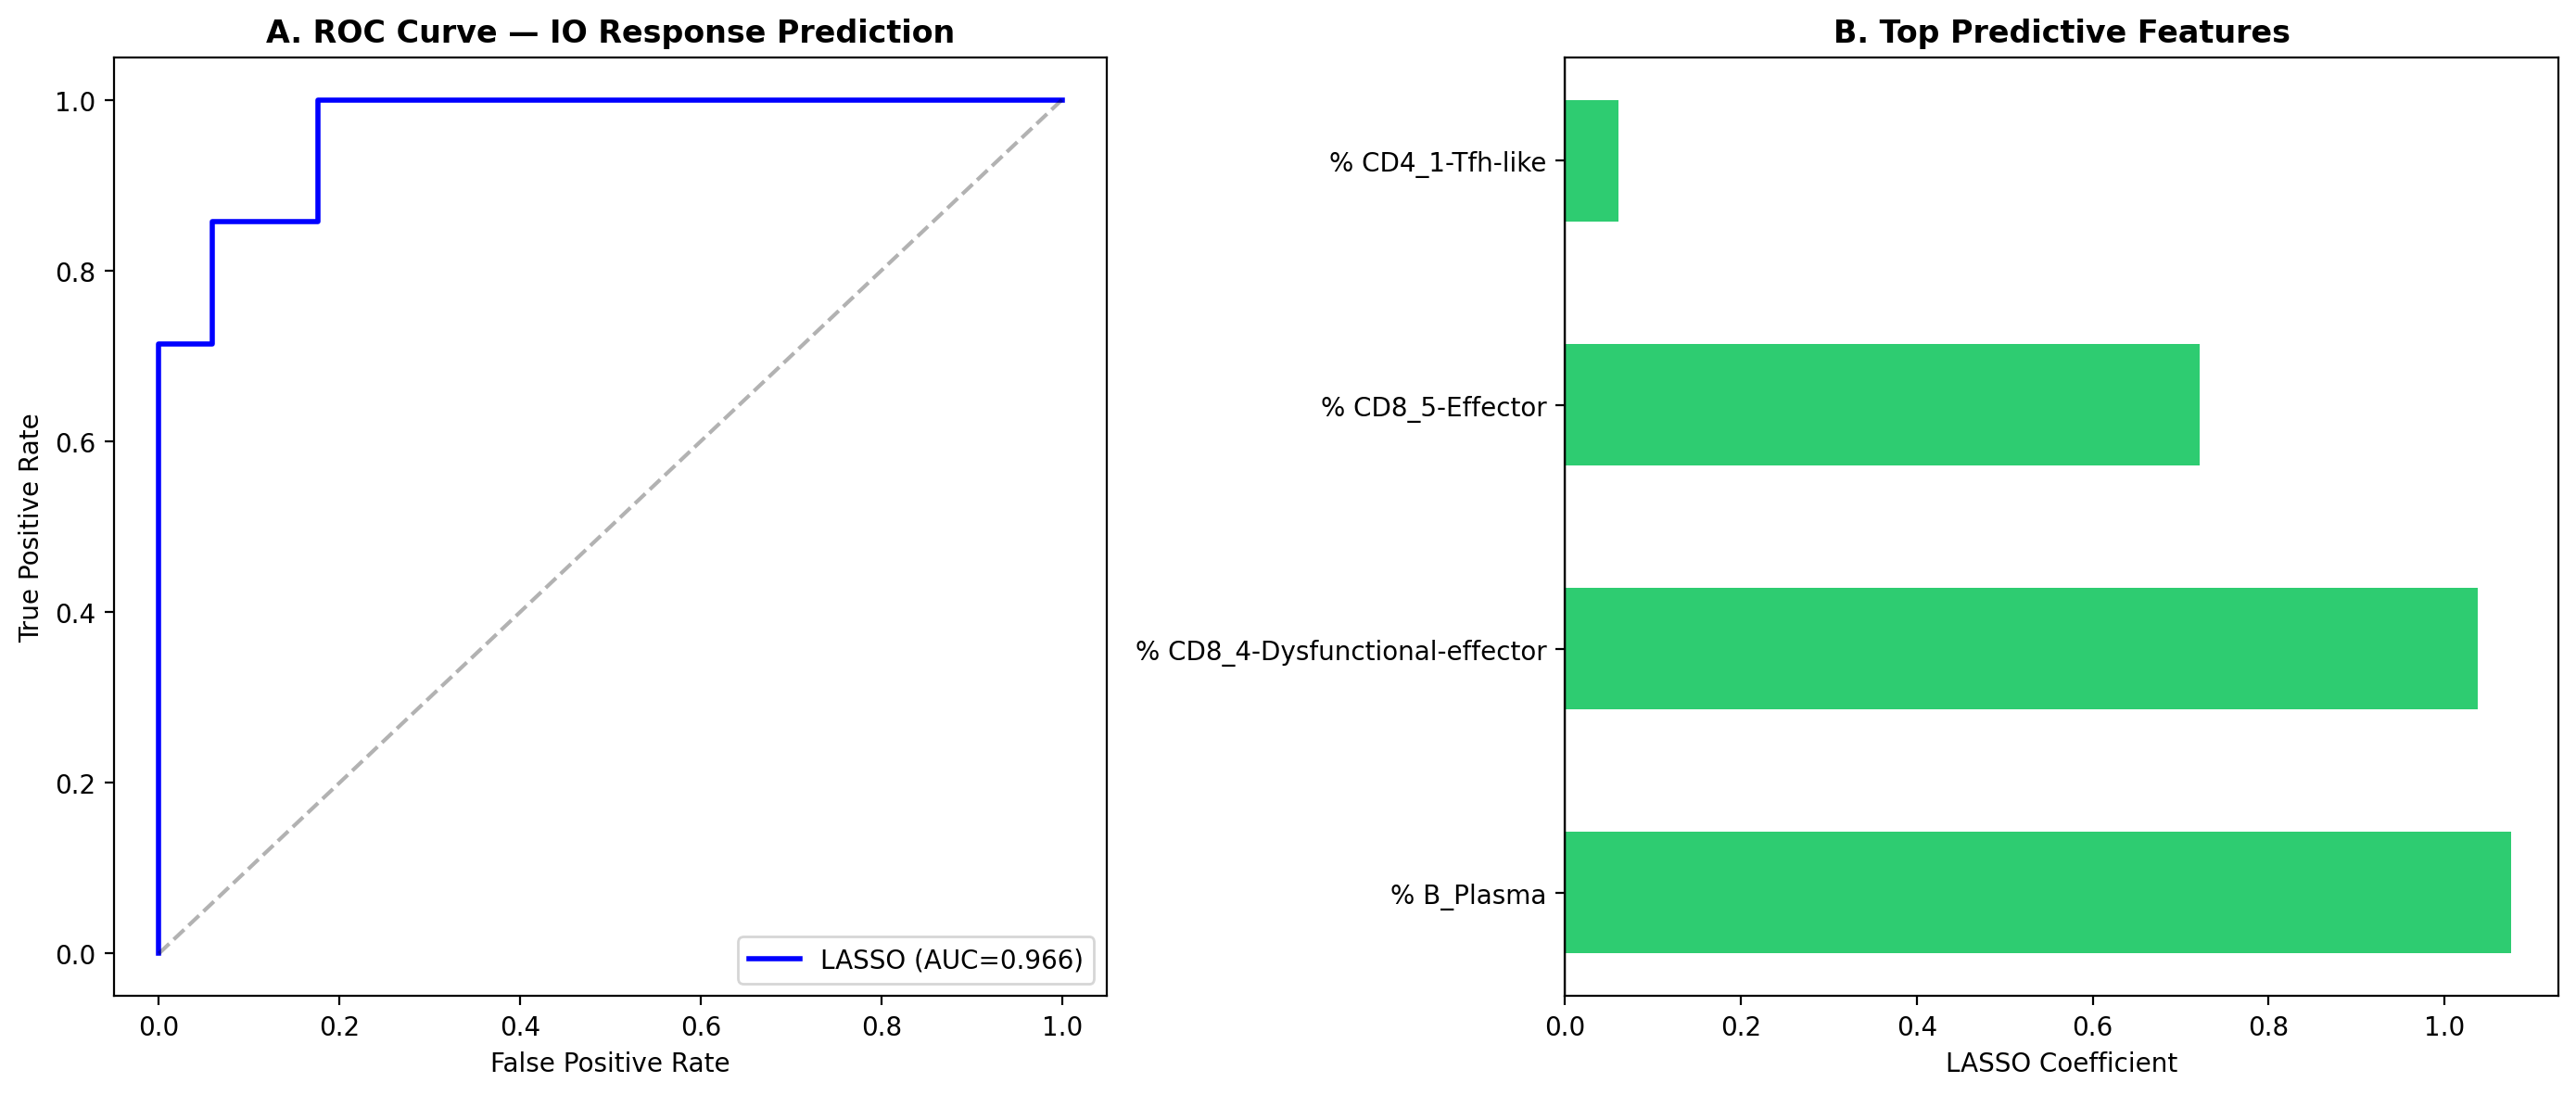 A. ROC Curve — IO Response Prediction
True Positive Rate
1.0
0.8
0.6
0.4
0.2
0.0
0.0 0.2 0.4 0.6 0.8 1.0
False Positive Rate
LASSO (AUC=0.966)
B. Top Predictive Features
% CD4_1-Tfh-like
% CD8_5-Effector
% CD8_4-Dysfunctional-effector
% B_Plasma
0.0 0.2 0.4 0.6 0.8 1.0
LASSO Coefficient